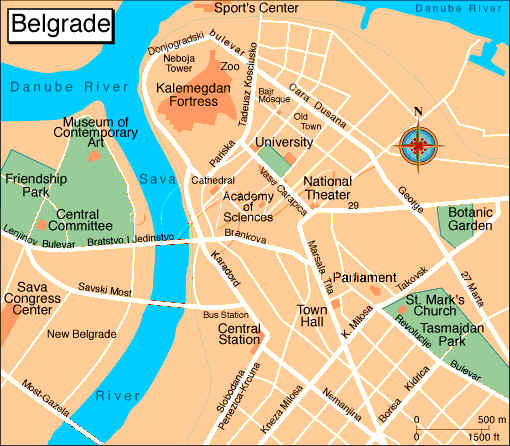 Belgrade
Sport's Center
Danube River
Donjogradski bulevar
Neboja
Tower
Zoo
Kalemegdan
Fortress
Tadeuaz Kosciusko
Bajr
Mosque
Cara Dusana
Old
Town
Danube River
N
Museum of
Contemporary
Art
Pariska
University
Friendship
Park
Sava
Cathedral
Vase Carapica
National
Theater
George
Academy
of
Sciences
29
Botanic
Garden
Central
Committee
Lenjinov Bulevar
Bratstvo I Jedinstvo
Brankova
Marsala Tita
Karadord
Parliament
Takovsk
27 Marta
Sava
Congress
Center
Savski Most
Bus Station
Central
Station
Town
Hall
K. Milosa
St. Mark's
Church
Tasmajdan
Park
Revolucije
Bulevar
New Belgrade
Most-Gazela
River
Slobodana
Penezica-Krcuna
Kneza Milosa
Nemanjina
Borisa
Kidrica
0 500 m
0 1500 ft